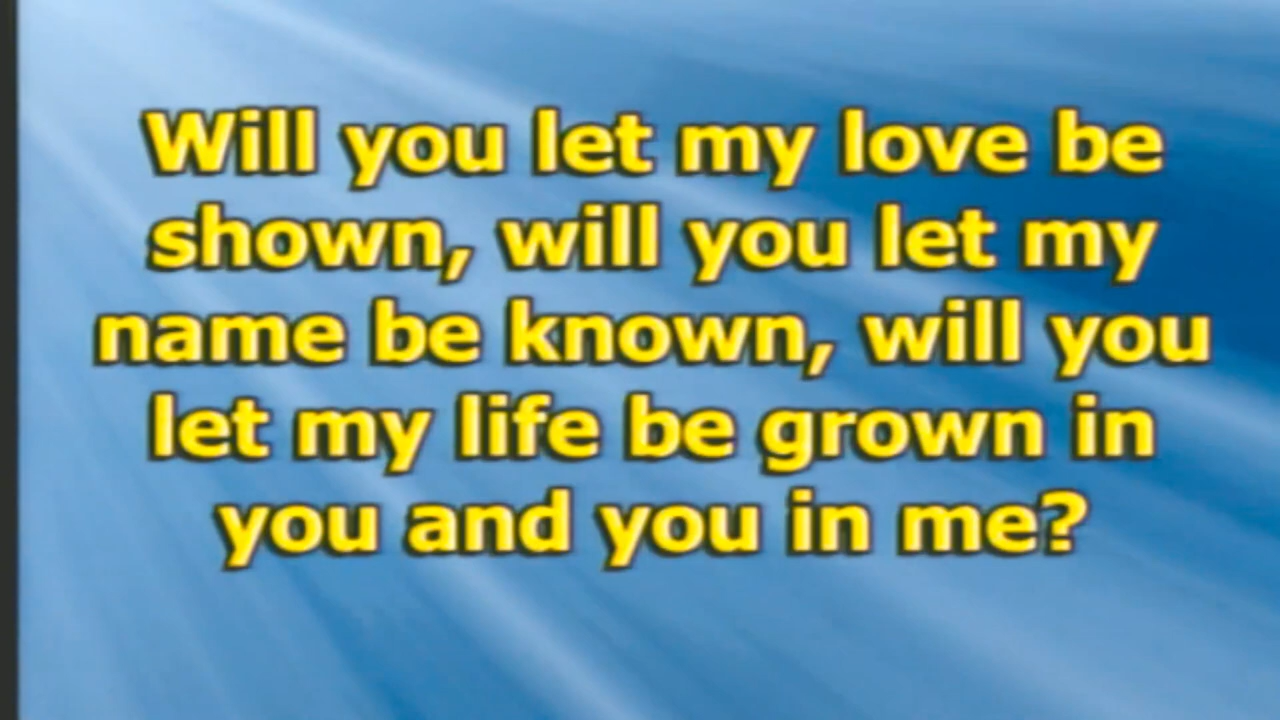 Will you let my love be
shown, will you let my
name be known, will you
let my life be grown in
you and you in me?